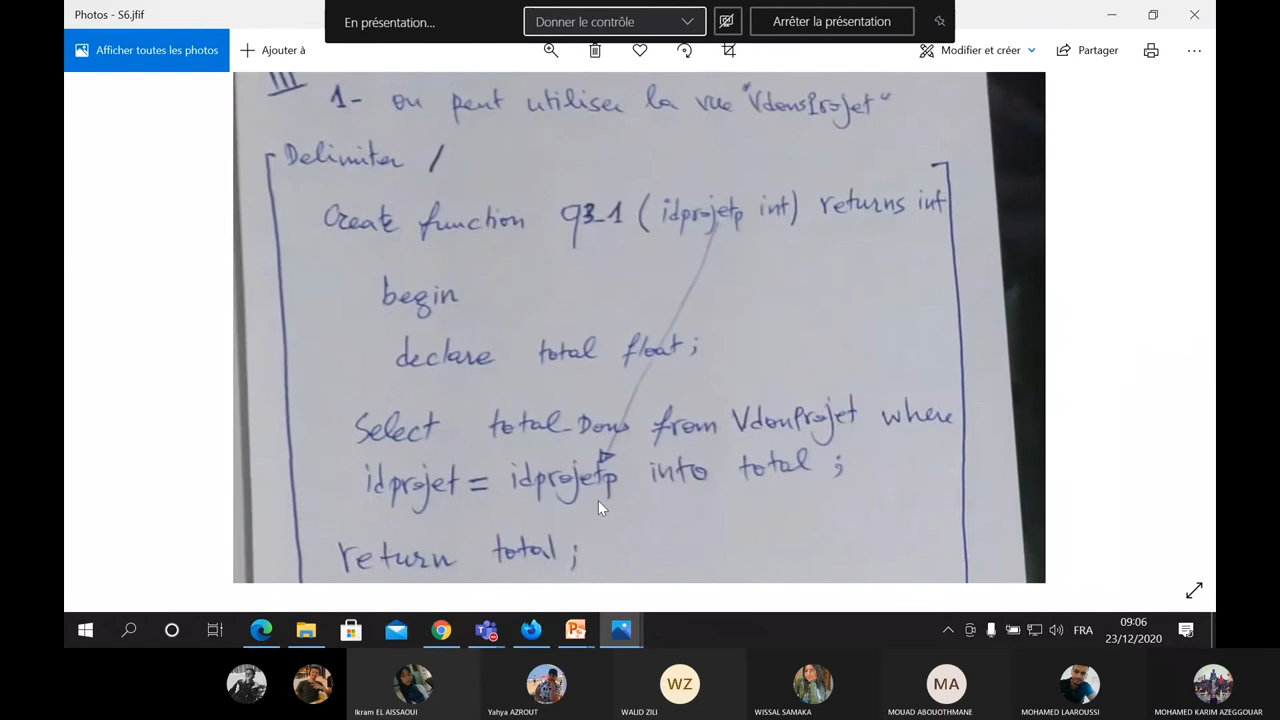 Photos - S6.jfif
En présentation...
Donner le contrôle
Arrêter la présentation
Afficher toutes les photos
Ajouter à
Modifier et créer
Partager
III
1- on peut utiliser la vue "VdonsProjet"
Delimiter /
Create function q3_1 ( idprojetp int) returns int
begin
declare total float;
Select total_Dons from VdonProjet where
idprojet = idprojetp into total ;
return total ;
FRA
09:06
23/12/2020
WZ
MA
Ikram EL AISSAOUI
Yahya AZROUT
WALID ZILI
WISSAL SAMAKA
MOUAD ABOUOTHMANE
MOHAMED LAAROUSSI
MOHAMED KARIM AZEGGOUAR